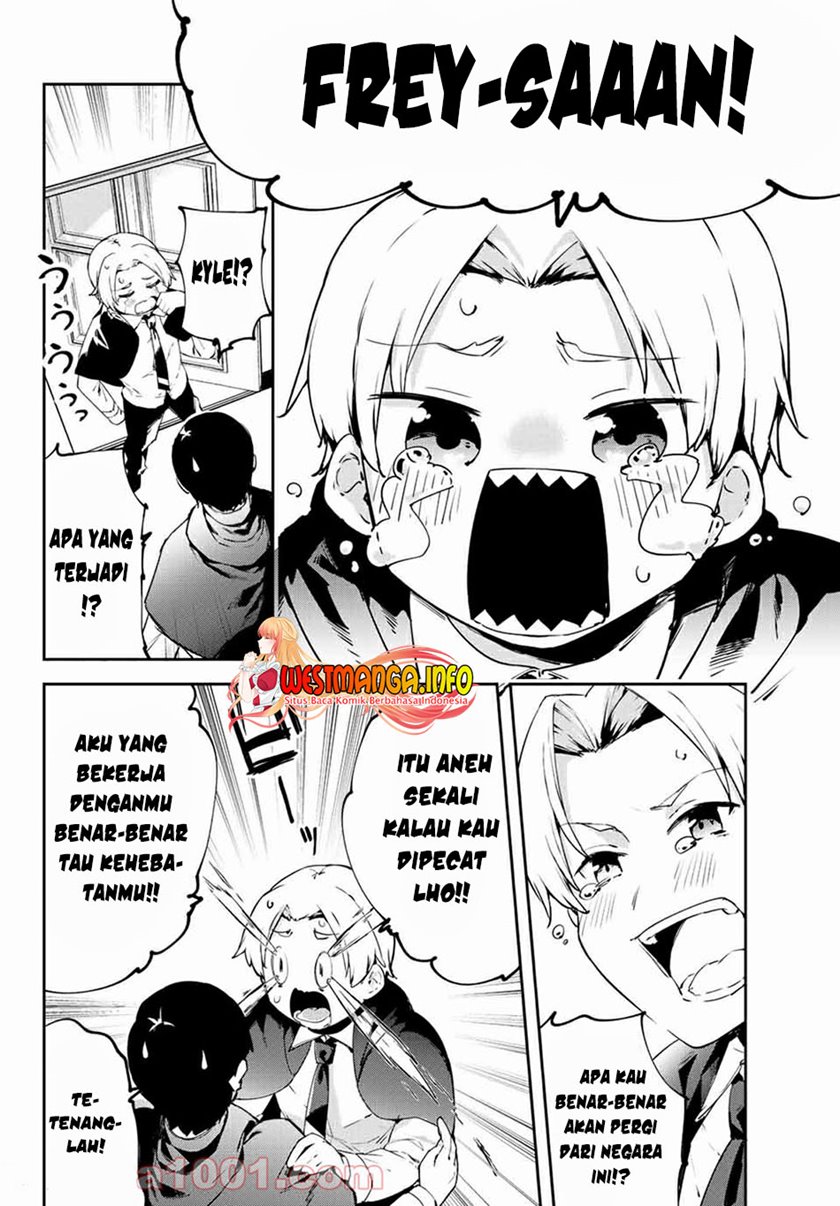 FREY-SAAAN!
KYLE!?
うううう
APA YANG
TERJADI
!?
APA KAU
BENAR-BENAR
AKAN PERGI
DARI NEGARA
INI!?
ITU ANEH
SEKALI
KALAU KAU
DIPECAT
LHO!!
AKU YANG
BEKERJA
DENGANMU
BENAR-BENAR
TAU KEHEBA-
TANMU!!
TE-
TENANG-
LAH!
WESTMANGA.INFO
Situs Baca Komik Berbahasa Indonesia
a1001.com